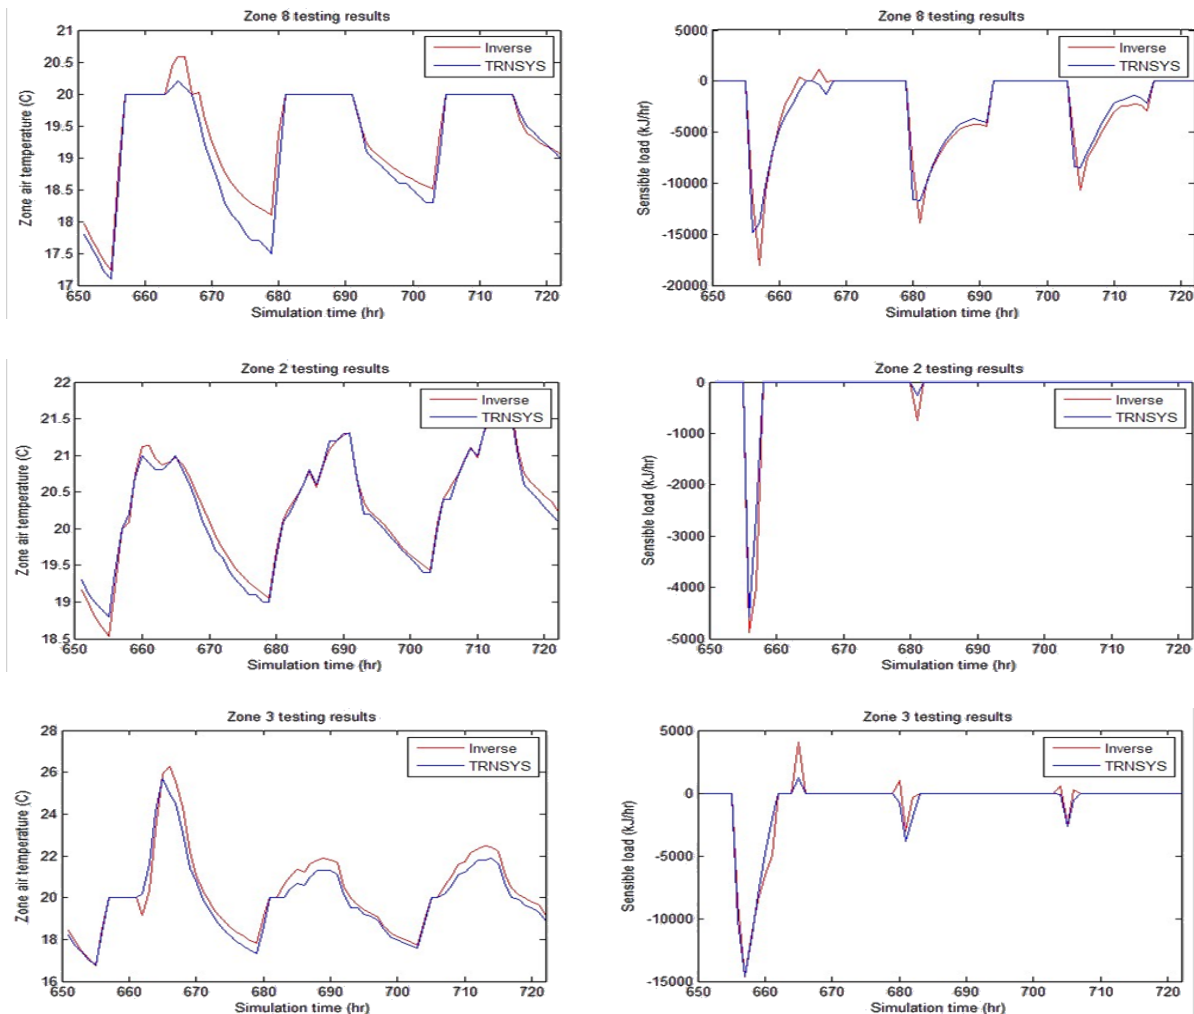 Zone 8 testing results
21
20.5
20
19.5
19
18.5
18
17.5
17
Zone air temperature (C)
Inverse
TRNSYS
650 660 670 680 690 700 710 720
Simulation time (hr)
Zone 8 testing results
5000
0
-5000
-10000
-15000
-20000
Sensible load (kJ/hr)
Inverse
TRNSYS
650 660 670 680 690 700 710 720
Simulation time (hr)
Zone 2 testing results
22
21.5
21
20.5
20
19.5
19
18.5
Zone air temperature (C)
Inverse
TRNSYS
650 660 670 680 690 700 710 720
Simulation time (hr)
Zone 2 testing results
0
-1000
-2000
-3000
-4000
-5000
Sensible load (kJ/hr)
Inverse
TRNSYS
650 660 670 680 690 700 710 720
Simulation time (hr)
Zone 3 testing results
28
26
24
22
20
18
16
Zone air temperature (C)
Inverse
TRNSYS
650 660 670 680 690 700 710 720
Simulation time (hr)
Zone 3 testing results
5000
0
-5000
-10000
-15000
Sensible load (kJ/hr)
Inverse
TRNSYS
650 660 670 680 690 700 710 720
Simulation time (hr)